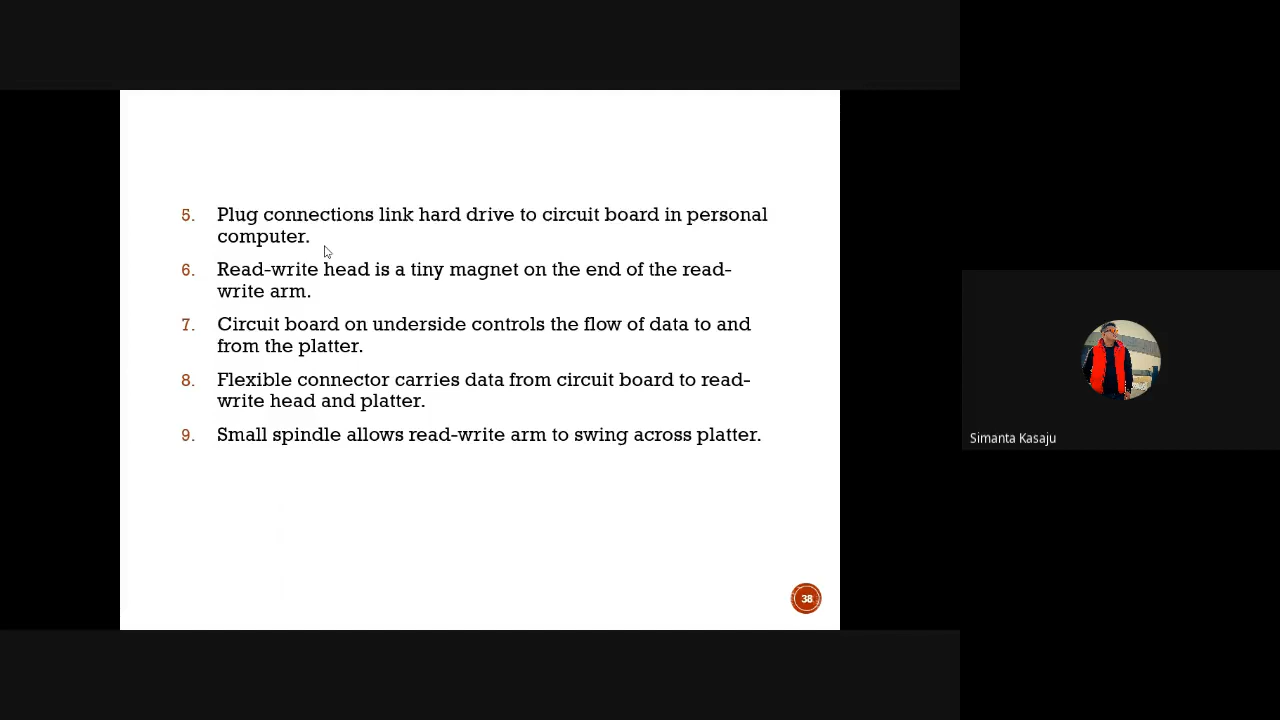 5. Plug connections link hard drive to circuit board in personal
computer.
6. Read-write head is a tiny magnet on the end of the read-
write arm.
7. Circuit board on underside controls the flow of data to and
from the platter.
8. Flexible connector carries data from circuit board to read-
write head and platter.
9. Small spindle allows read-write arm to swing across platter.
38
Simanta Kasaju